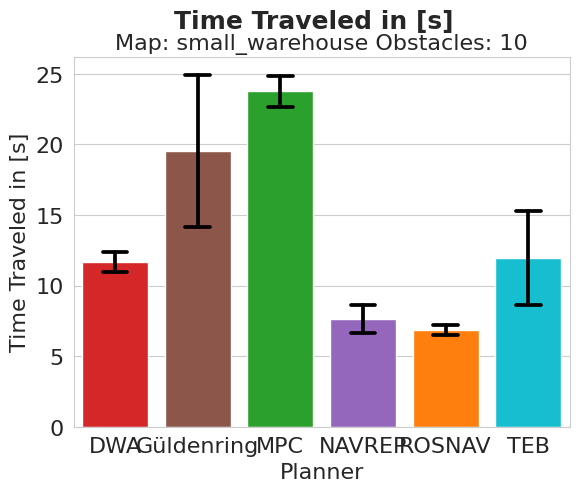 Time Traveled in [s]
Map: small_warehouse Obstacles: 10
Time Traveled in [s]
25
20
15
10
5
0
DWA Güldenring MPC NAVREP ROSNAV TEB
Planner